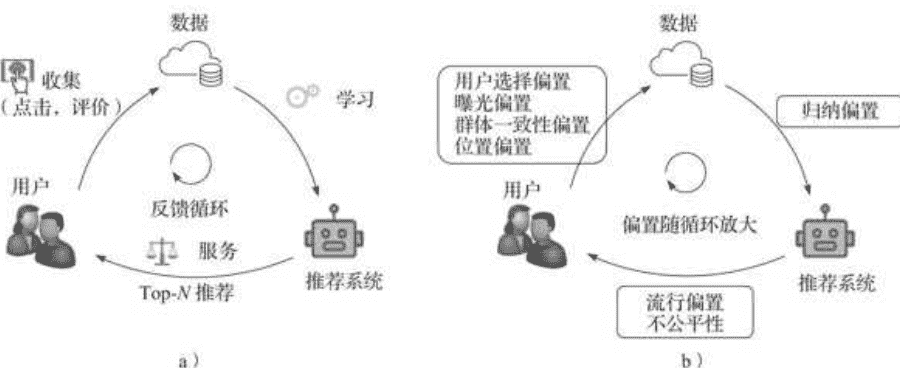 数据
收集
(点击，评价)
学习
用户
反馈循环
服务
Top-N 推荐
推荐系统
a）
数据
用户选择偏置
曝光偏置
群体一致性偏置
位置偏置
归纳偏置
用户
偏置随循环放大
推荐系统
流行偏置
不公平性
b）